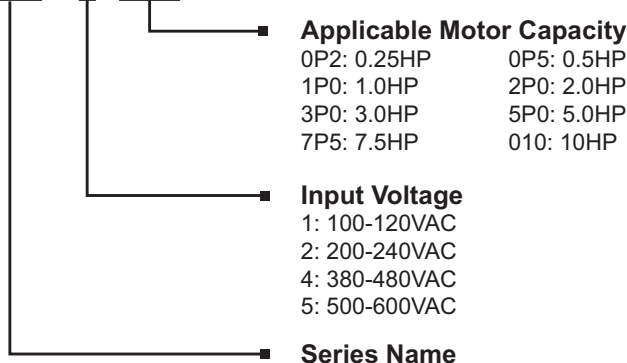 Applicable Motor Capacity
0P2: 0.25HP 0P5: 0.5HP
1P0: 1.0HP 2P0: 2.0HP
3P0: 3.0HP 5P0: 5.0HP
7P5: 7.5HP 010: 10HP
Input Voltage
1: 100-120VAC
2: 200-240VAC
4: 380-480VAC
5: 500-600VAC
Series Name